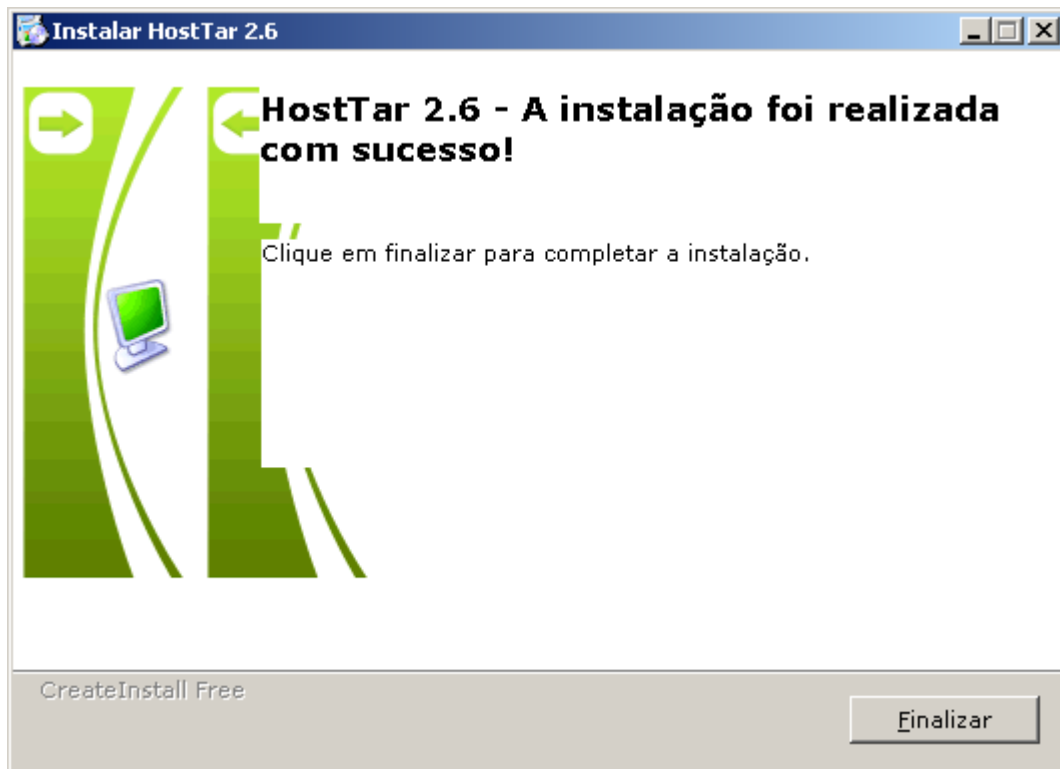 Instalar HostTar 2.6
HostTar 2.6 - A instalação foi realizada
com sucesso!
Clique em finalizar para completar a instalação.
CreateInstall Free
Finalizar